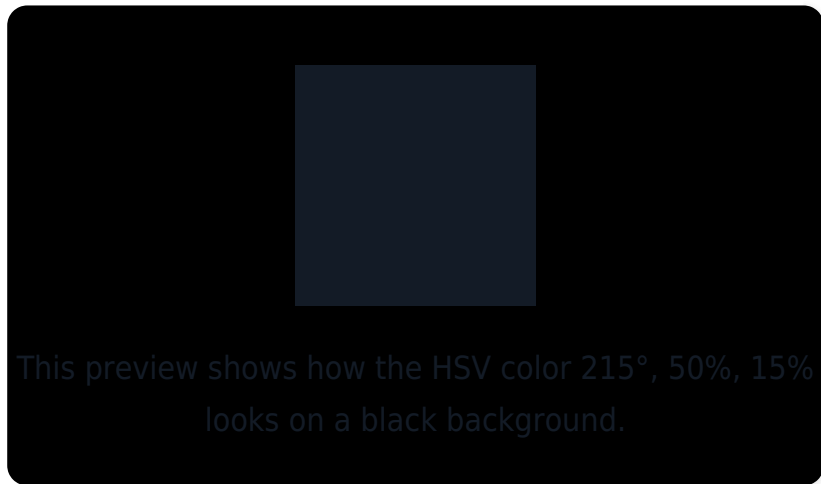 This preview shows how the HSV color 215°, 50%, 15%
looks on a black background.